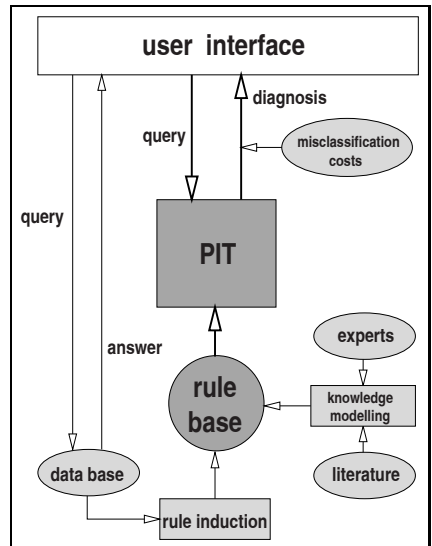 user interface
diagnosis
query
misclassification
costs
query
PIT
answer
experts
rule
base
knowledge
modelling
data base
literature
rule induction